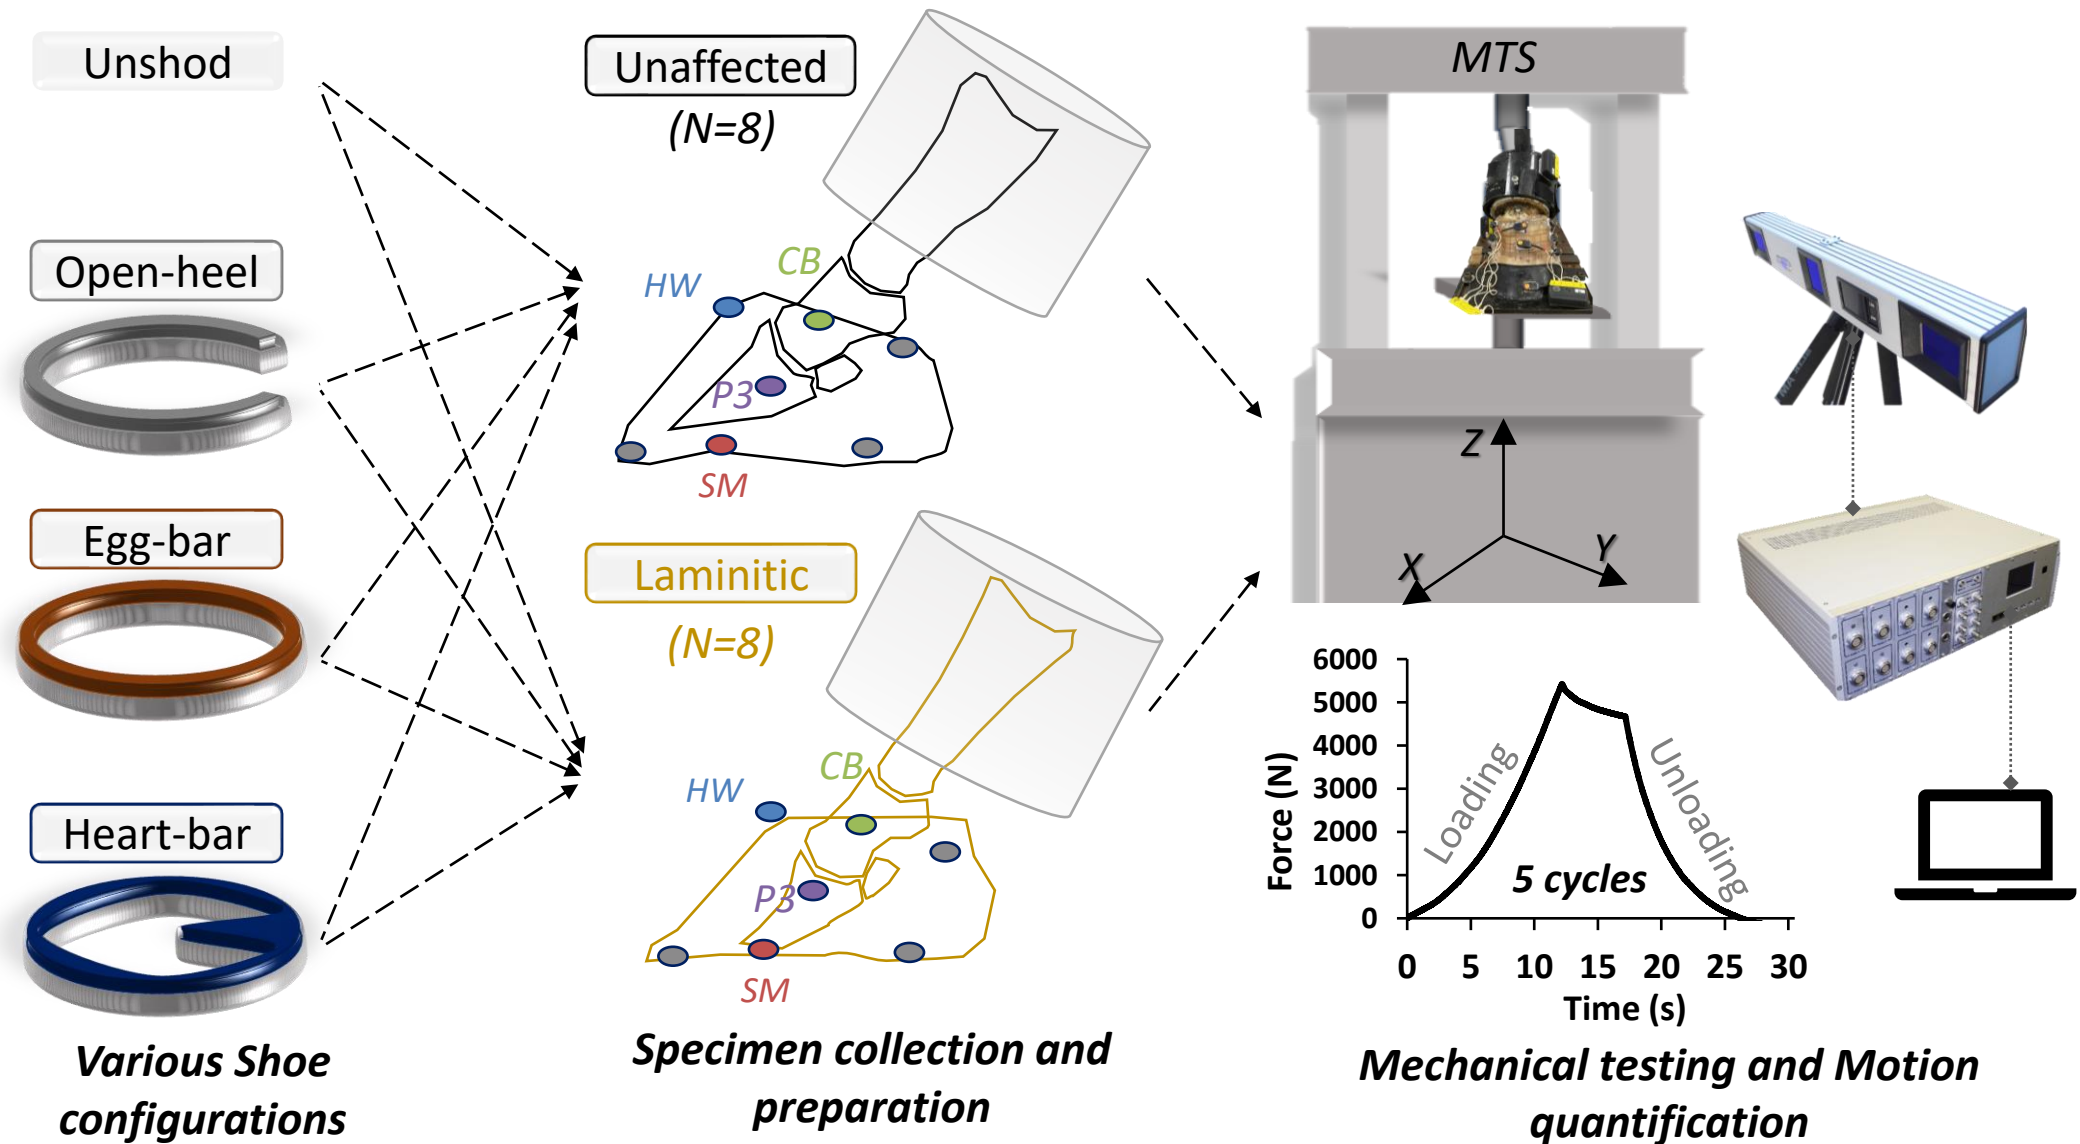 Unshod
Open-heel
Egg-bar
Heart-bar
Various Shoe
configurations
Unaffected
(N=8)
HW
CB
P3
SM
Laminitic
(N=8)
HW
CB
P3
SM
Specimen collection and
preparation
MTS
Z
X
Y
6000
5000
4000
3000
2000
1000
0
Force (N)
Loading
Unloading
5 cycles
0 5 10 15 20 25 30
Time (s)
Mechanical testing and Motion
quantification